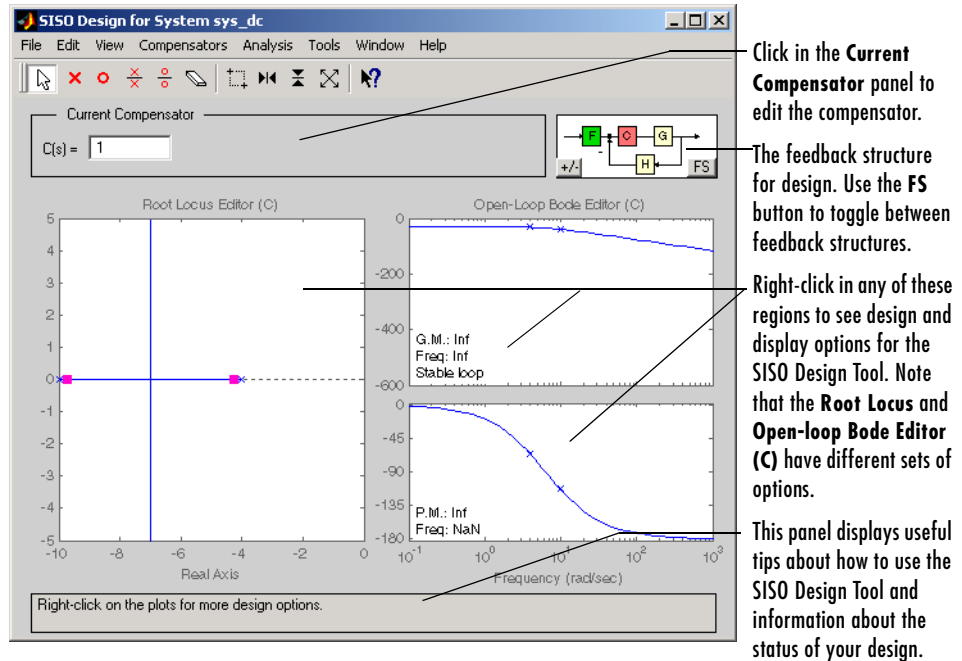 SISO Design for System sys_dc
File Edit View Compensators Analysis Tools Window Help
Current Compensator
C(s) = 1
F C G
H
+/- FS
Root Locus Editor (C)
5
4
3
2
1
0
-1
-2
-3
-4
-5
-10 -8 -6 -4 -2 0
Real Axis
Open-Loop Bode Editor (C)
0
-200
-400
-600
G.M.: Inf
Freq: Inf
Stable loop
0
-45
-90
-135
-180
P.M.: Inf
Freq: NaN
10^-1 10^0 10^1 10^2 10^3
Frequency (rad/sec)
Right-click on the plots for more design options.
Click in the Current
Compensator panel to
edit the compensator.
The feedback structure
for design. Use the FS
button to toggle between
feedback structures.
Right-click in any of these
regions to see design and
display options for the
SISO Design Tool. Note
that the Root Locus and
Open-loop Bode Editor
(C) have different sets of
options.
This panel displays useful
tips about how to use the
SISO Design Tool and
information about the
status of your design.